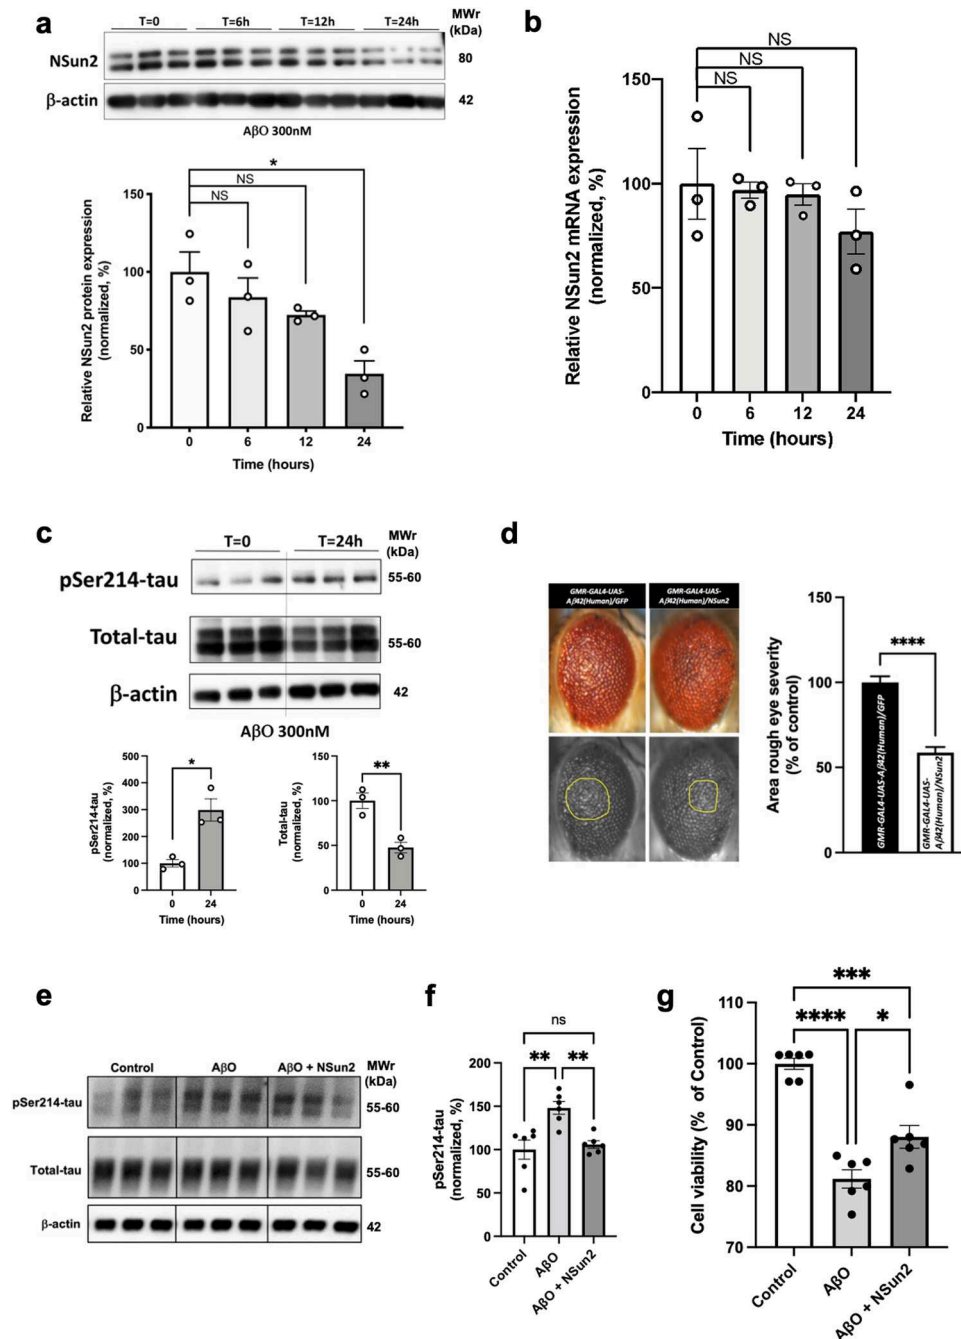 a
T=0 T=6h T=12h T=24h
MWr
(kDa)
NSun2
80
β-actin
42
AβO 300nM
*
NS
NS
Relative NSun2 protein expression
(normalized, %)
150
100
50
0
0 6 12 24
Time (hours)
b
NS
NS
NS
Relative NSun2 mRNA expression
(normalized, %)
150
100
50
0
0 6 12 24
Time (hours)
c
T=0 T=24h
MWr
(kDa)
pSer214-tau
55-60
Total-tau
55-60
β-actin
42
AβO 300nM
pSer214-tau
(normalized, %)
500
400
300
200
100
0
*
0 24
Time (hours)
Total-tau
(normalized, %)
150
100
50
0
**
0 24
Time (hours)
d
GMR-GAL4-UAS-
Aβ42(Human)/GFP
GMR-GAL4-UAS-
Aβ42(Human)/NSun2
Area rough eye severity
(% of control)
150
100
50
0
****
GMR-GAL4-UAS-Aβ42(Human)/GFP
GMR-GAL4-UAS-
Aβ42(Human)/NSun2
e
Control AβO AβO + NSun2
MWr
(kDa)
pSer214-tau
55-60
Total-tau
55-60
β-actin
42
f
ns
** **
pSer214-tau
(normalized, %)
200
150
100
50
0
Control
AβO
AβO + NSun2
g
***
**** *
Cell viability (% of Control)
110
100
90
80
70
Control
AβO
AβO + NSun2